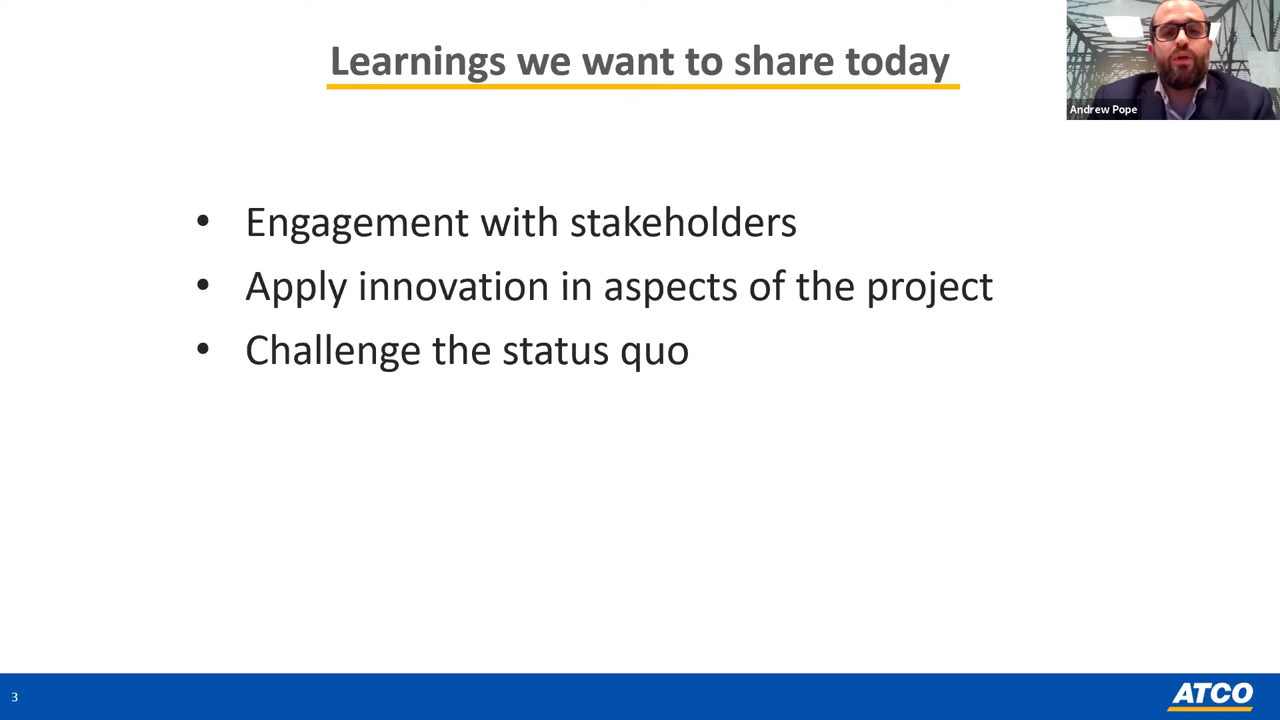 Learnings we want to share today
Andrew Pope
• Engagement with stakeholders
• Apply innovation in aspects of the project
• Challenge the status quo
3
ATCO